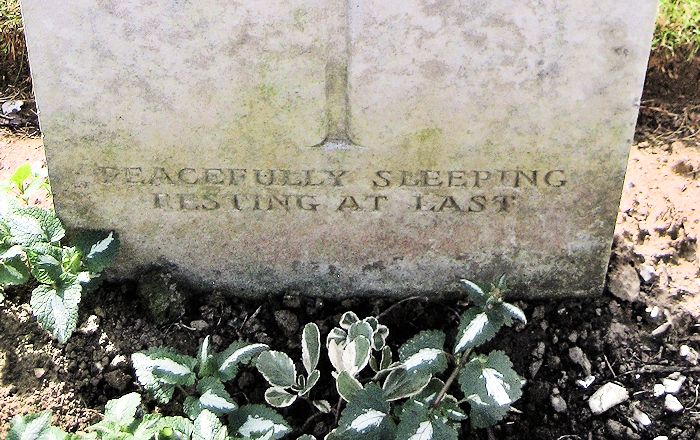 PEACEFULLY SLEEPING
RESTING AT LAST